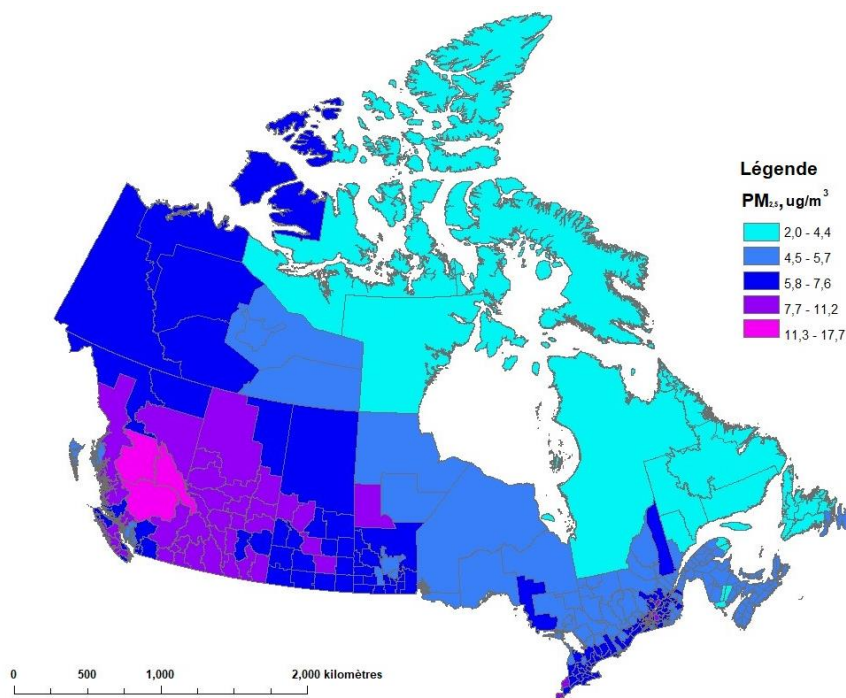 Légende
PM2,5, ug/m3
2,0 - 4,4
4,5 - 5,7
5,8 - 7,6
7,7 - 11,2
11,3 - 17,7
0 500 1,000 2,000 kilomètres